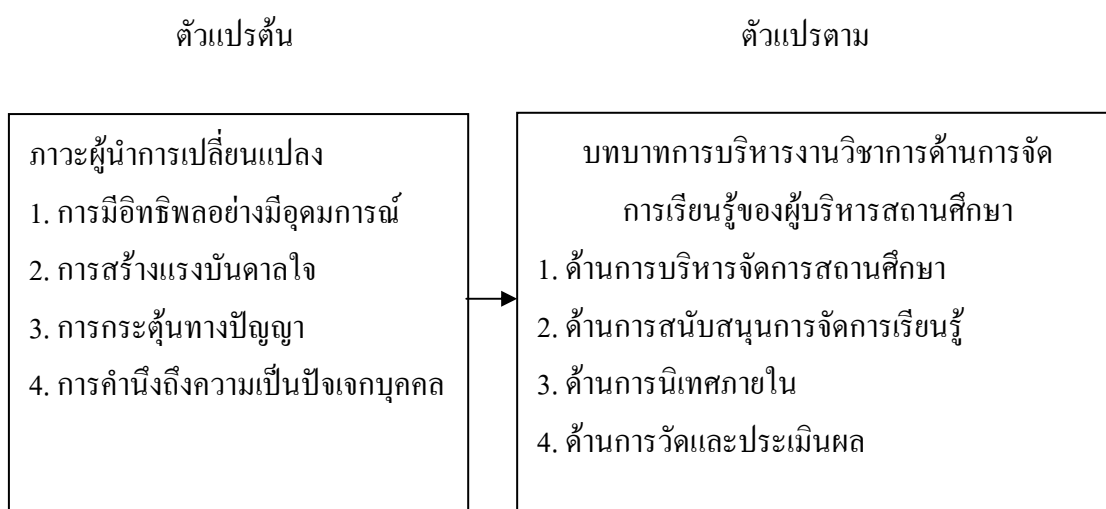 ตัวแปรต้น
ตัวแปรตาม
ภาวะผู้นำการเปลี่ยนแปลง
1. การมีอิทธิพลอย่างมีอุดมการณ์
2. การสร้างแรงบันดาลใจ
3. การกระตุ้นทางปัญญา
4. การคำนึงถึงความเป็นปัจเจกบุคคล
บทบาทการบริหารงานวิชาการด้านการจัด
การเรียนรู้ของผู้บริหารสถานศึกษา
1. ด้านการบริหารจัดการสถานศึกษา
2. ด้านการสนับสนุนการจัดการเรียนรู้
3. ด้านการนิเทศภายใน
4. ด้านการวัดและประเมินผล